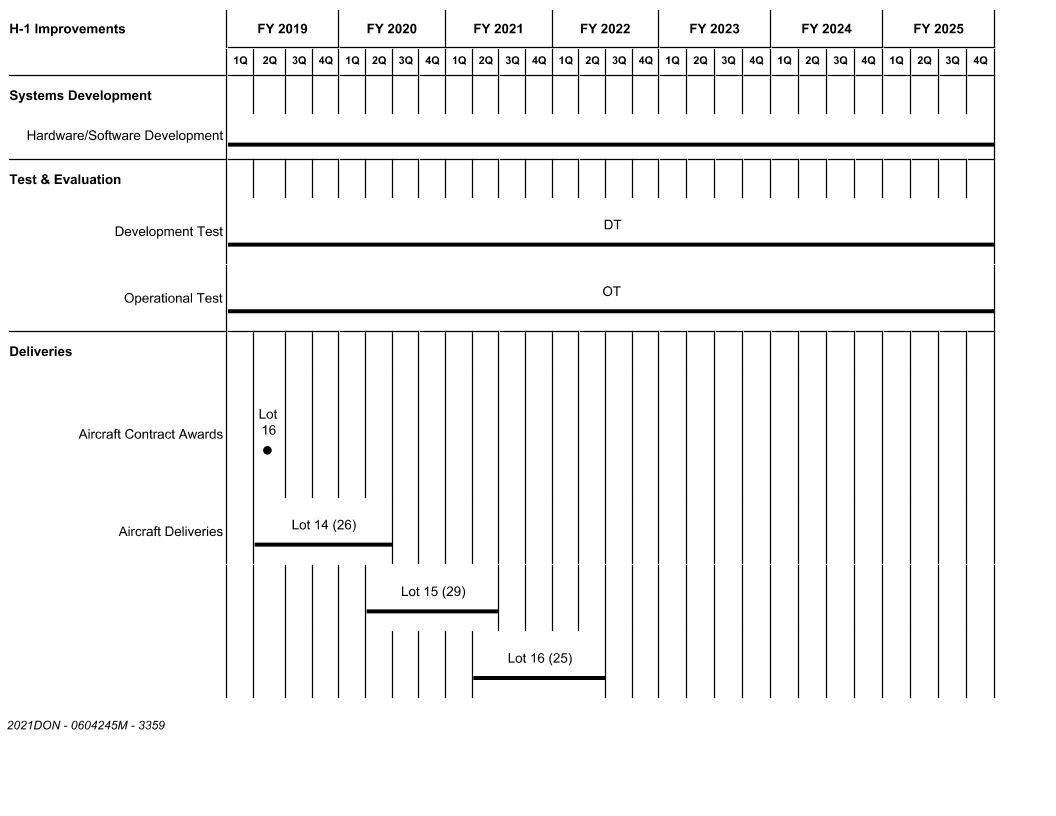 H-1 Improvements FY 2019 FY 2020 FY 2021 FY 2022 FY 2023 FY 2024 FY 2025
1Q 2Q 3Q 4Q 1Q 2Q 3Q 4Q 1Q 2Q 3Q 4Q 1Q 2Q 3Q 4Q 1Q 2Q 3Q 4Q 1Q 2Q 3Q 4Q 1Q 2Q 3Q 4Q
Systems Development
Hardware/Software Development
Test & Evaluation
Development Test DT
Operational Test OT
Deliveries
Aircraft Contract Awards Lot
16
Aircraft Deliveries Lot 14 (26)
Lot 15 (29)
Lot 16 (25)
2021DON - 0604245M - 3359